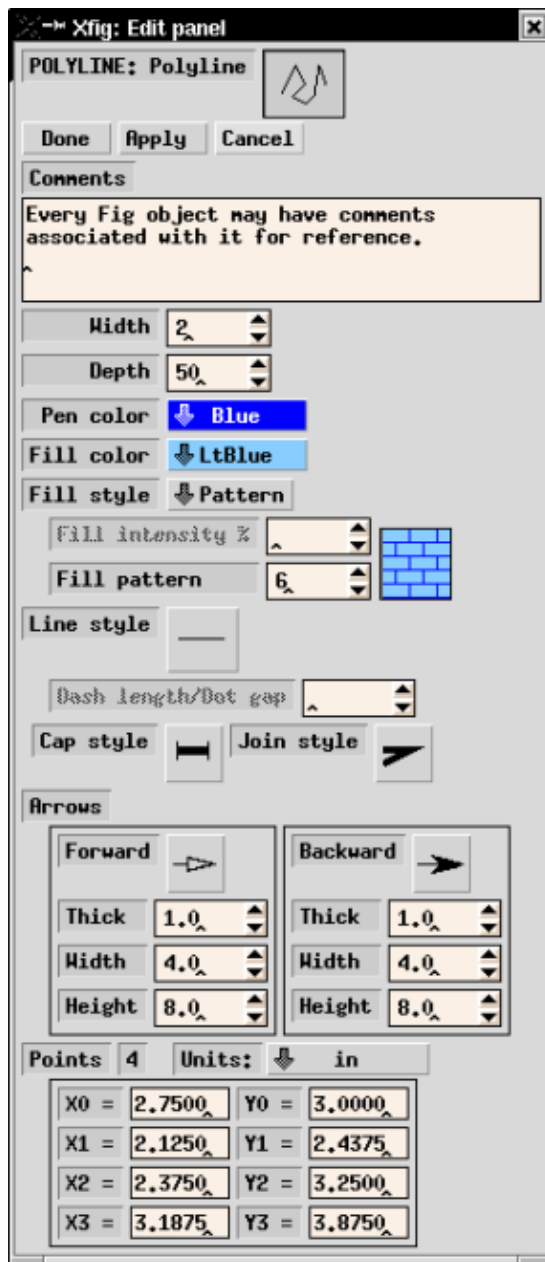 Xfig: Edit panel
POLYLINE: Polyline
Done Apply Cancel
Comments
Every Fig object may have comments
associated with it for reference.
Width 2
Depth 50
Pen color Blue
Fill color LtBlue
Fill style Pattern
Fill intensity %
Fill pattern 6
Line style
Dash length/Dot gap
Cap style Join style
Arrows
Forward Backward
Thick 1.0 Thick 1.0
Width 4.0 Width 4.0
Height 8.0 Height 8.0
Points 4 Units: in
X0 = 2.7500 Y0 = 3.0000
X1 = 2.1250 Y1 = 2.4375
X2 = 2.3750 Y2 = 3.2500
X3 = 3.1875 Y3 = 3.8750